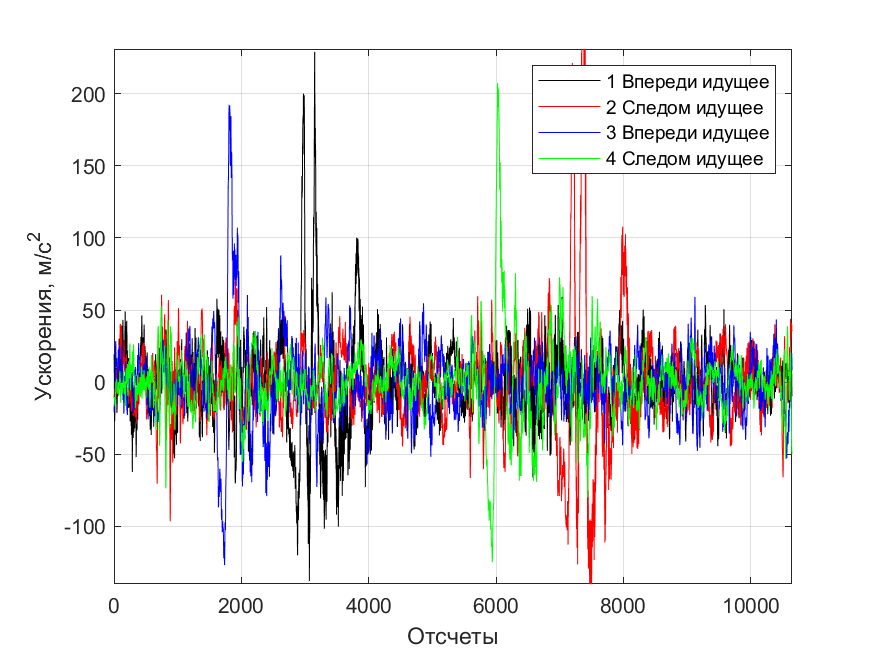 Ускорения, м/с2
200
150
100
50
0
-50
-100
0 2000 4000 6000 8000 10000
Отсчеты
1 Впереди идущее
2 Следом идущее
3 Впереди идущее
4 Следом идущее